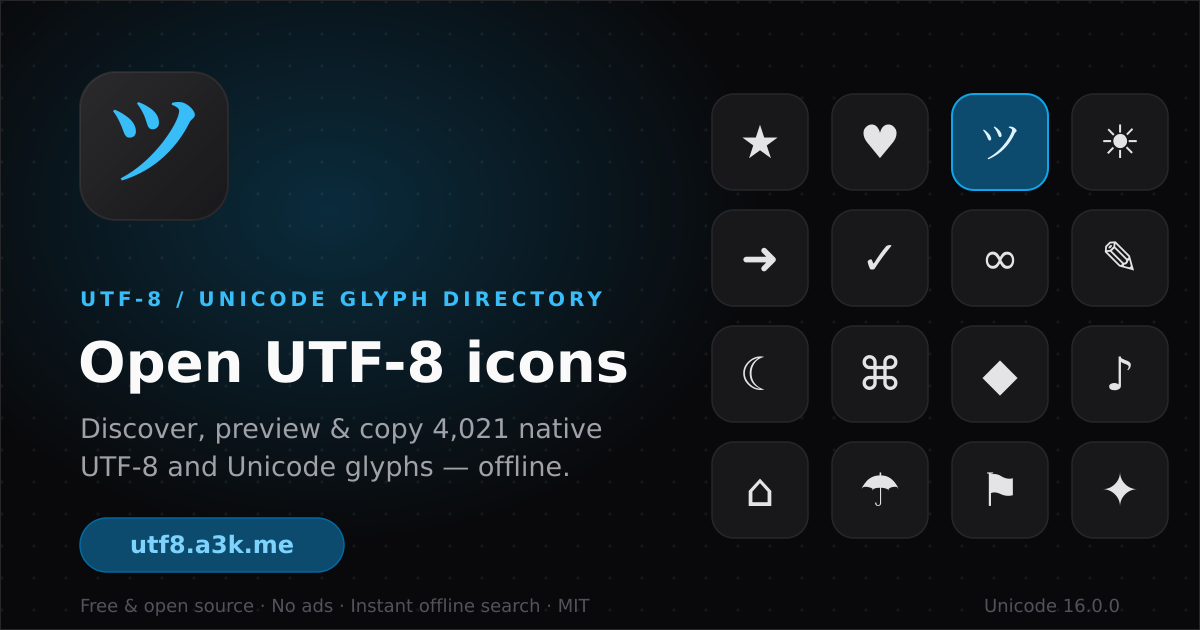 ツ
UTF-8 / UNICODE GLYPH DIRECTORY
Open UTF-8 icons
Discover, preview & copy 4,021 native
UTF-8 and Unicode glyphs — offline.
utf8.a3k.me
Free & open source · No ads · Instant offline search · MIT
★ ♥ ツ ☀
➜ ✓ ∞ ✎
☾ ⌘ ◆ ♪
⌂ ☂ ⚑ ✦
Unicode 16.0.0